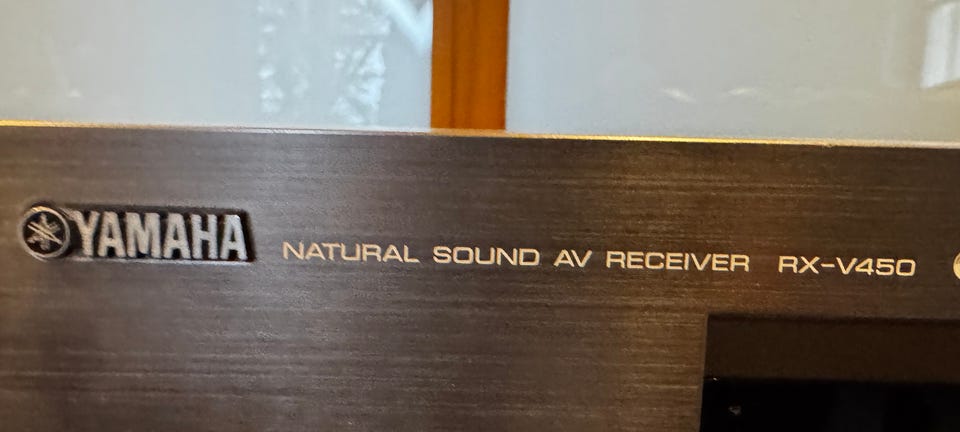 YAMAHA NATURAL SOUND AV RECEIVER RX-V450